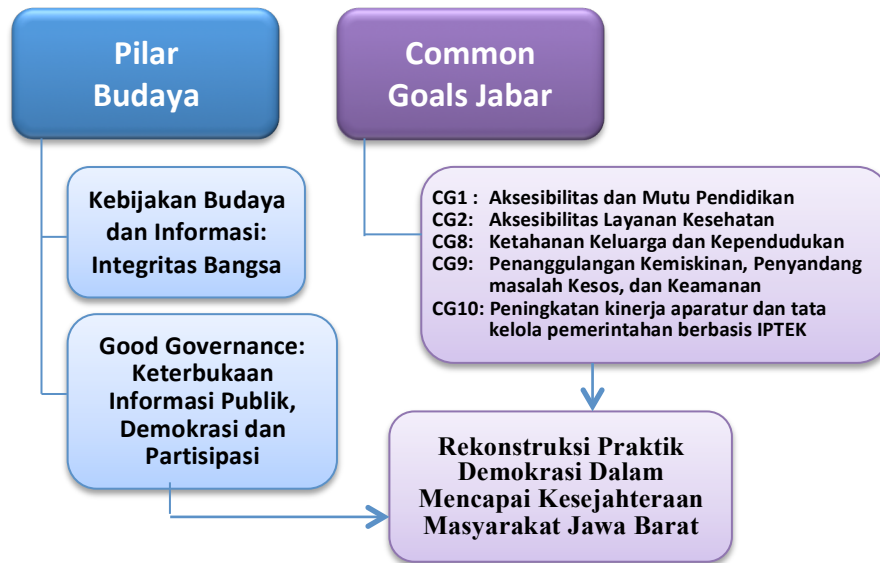 Pilar
Budaya
Common
Goals Jabar
Kebijakan Budaya
dan Informasi:
Integritas Bangsa
Good Governance:
Keterbukaan
Informasi Publik,
Demokrasi dan
Partisipasi
CG1 : Aksesibilitas dan Mutu Pendidikan
CG2: Aksesibilitas Layanan Kesehatan
CG8: Ketahanan Keluarga dan Kependudukan
CG9: Penanggulangan Kemiskinan, Penyandang
masalah Kesos, dan Keamanan
CG10: Peningkatan kinerja aparatur dan tata
kelola pemerintahan berbasis IPTEK
Rekonstruksi Praktik
Demokrasi Dalam
Mencapai Kesejahteraan
Masyarakat Jawa Barat